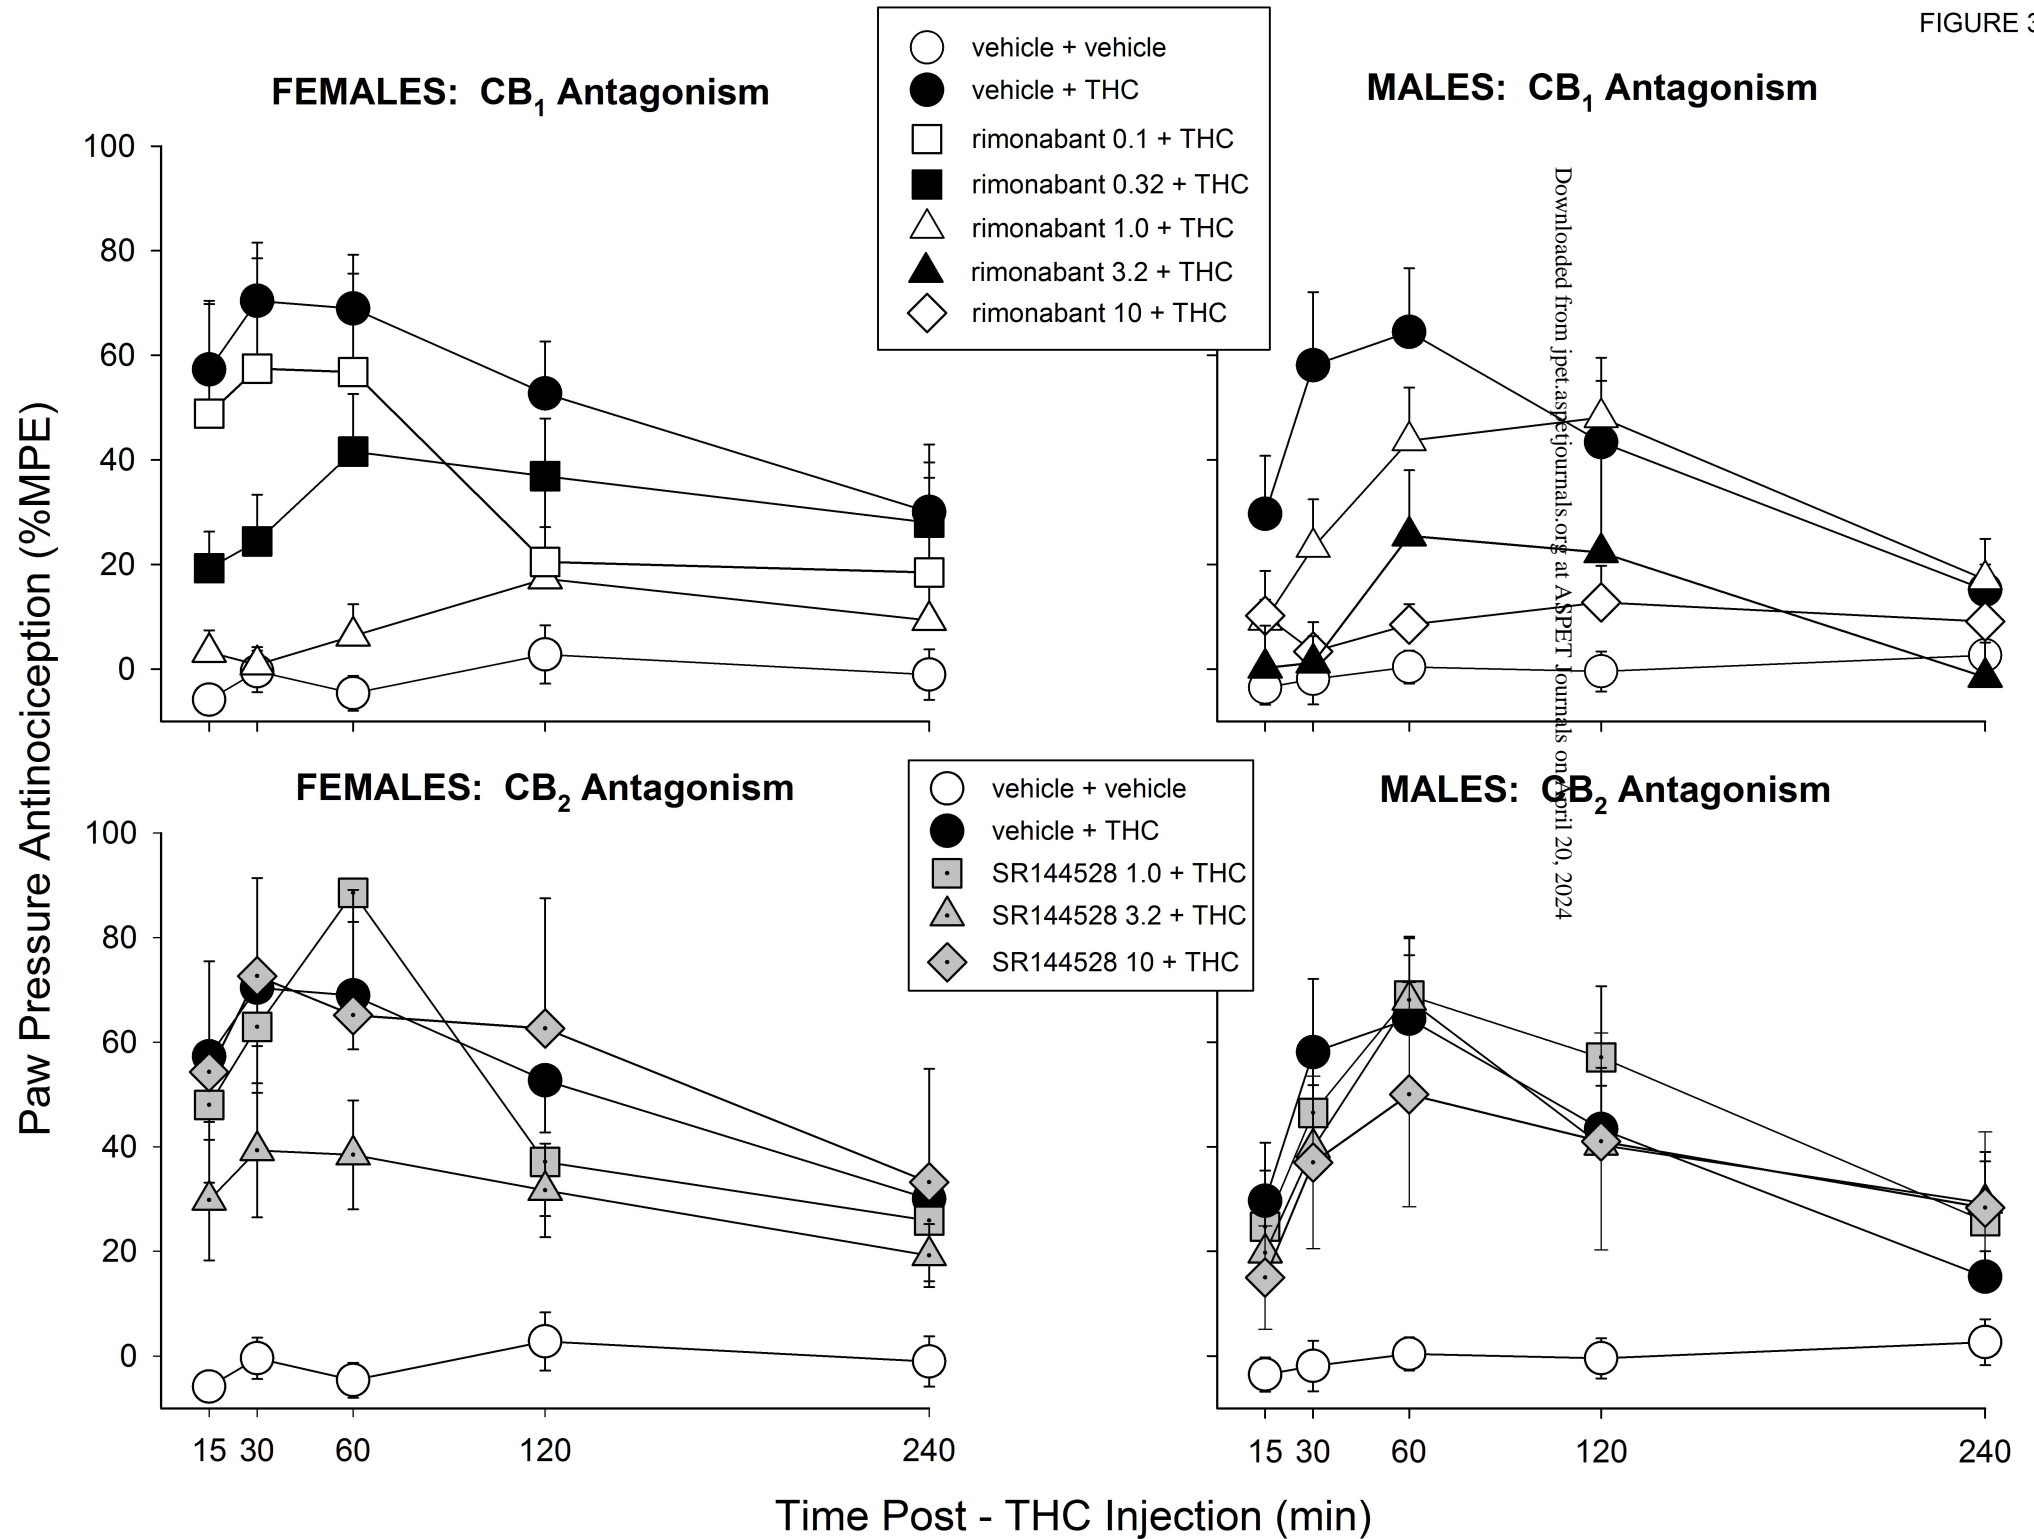 FIGURE 3
FEMALES: CB1 Antagonism
vehicle + vehicle
vehicle + THC
rimonabant 0.1 + THC
rimonabant 0.32 + THC
rimonabant 1.0 + THC
rimonabant 3.2 + THC
rimonabant 10 + THC
MALES: CB1 Antagonism
100
80
60
40
20
0
Paw Pressure Antinociception (%MPE)
Downloaded from jpet.aspetjournals.org at ASPET Journals on April 20, 2024
FEMALES: CB2 Antagonism
vehicle + vehicle
vehicle + THC
SR144528 1.0 + THC
SR144528 3.2 + THC
SR144528 10 + THC
MALES: CB2 Antagonism
100
80
60
40
20
0
15 30 60 120 240
15 30 60 120 240
Time Post - THC Injection (min)